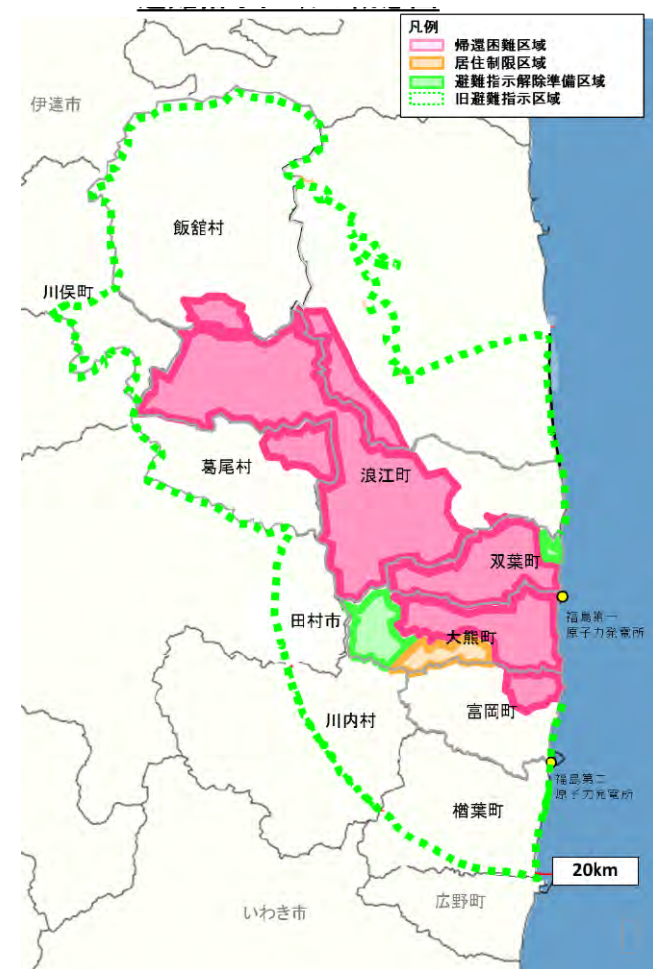 凡例
帰還困難区域
居住制限区域
避難指示解除準備区域
旧避難指示区域
伊達市
飯舘村
川俣町
葛尾村
浪江町
双葉町
福島第一
原子力発電所
田村市
大熊町
富岡町
川内村
福島第二
原子力発電所
楢葉町
20km
広野町
いわき市